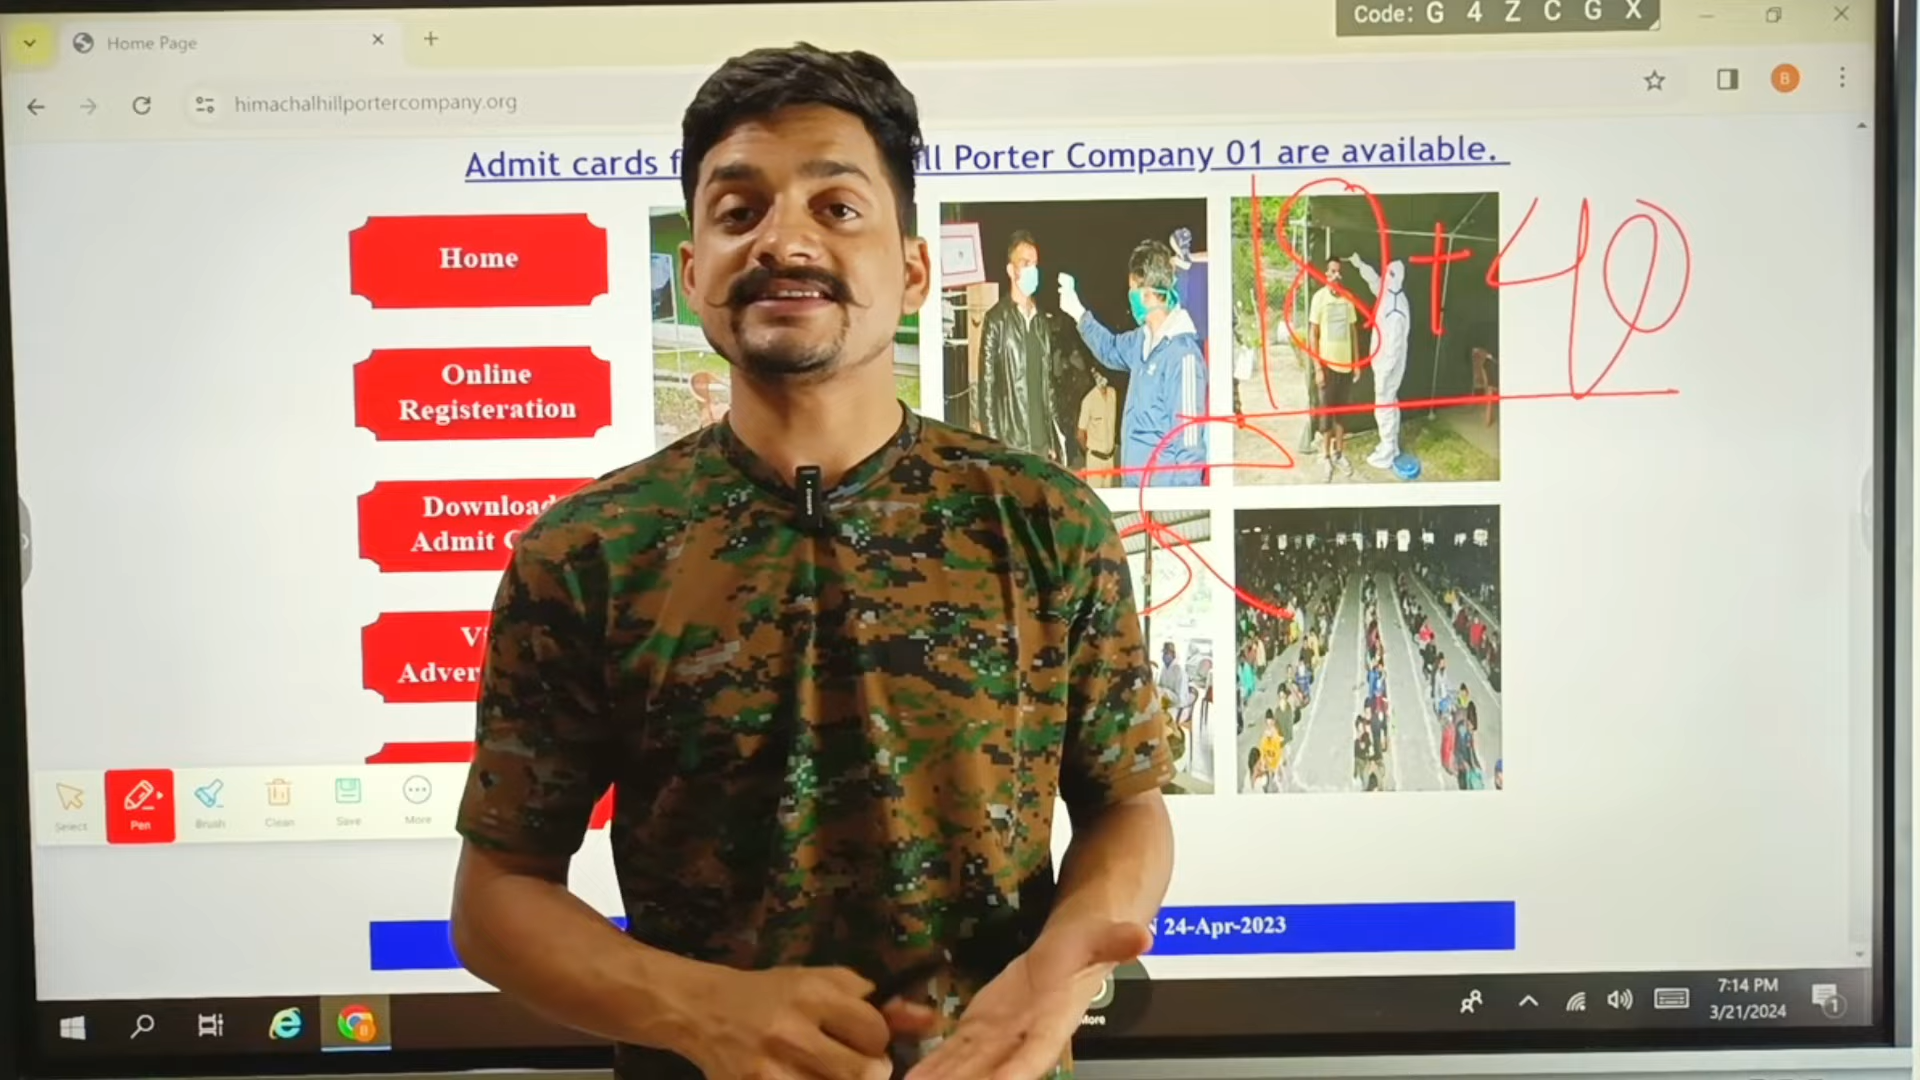 Code: G 4 Z C G X
Home Page
himachalhillportercompany.org
B
Admit cards f ll Porter Company 01 are available.
18+40
Home
Online
Registeration
Download
Admit C
Vi
Adver
Select
Pen
Brush
Clean
Save
More
N 24-Apr-2023
More
7:14 PM
3/21/2024
1